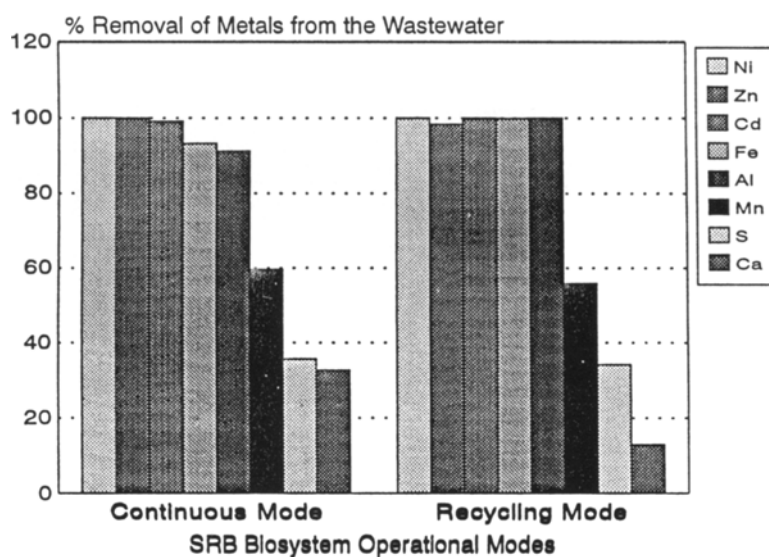 % Removal of Metals from the Wastewater
120
100
80
60
40
20
0
Continuous Mode
Recycling Mode
SRB Biosystem Operational Modes
Ni
Zn
Cd
Fe
Al
Mn
S
Ca